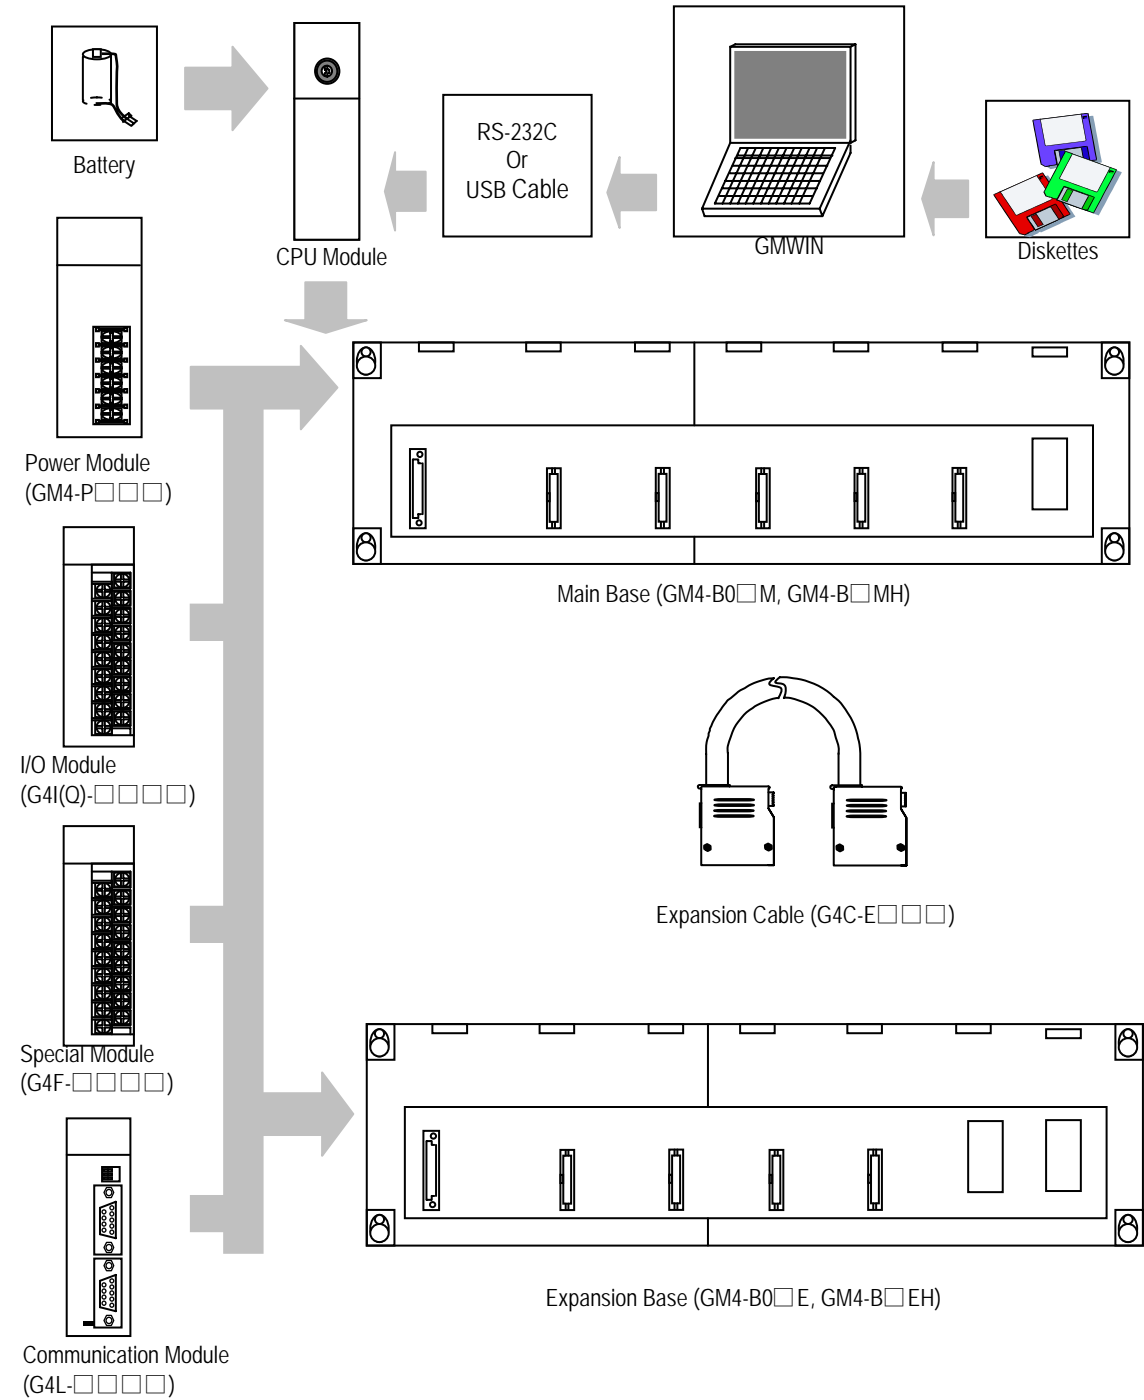 Battery
CPU Module
RS-232C
Or
USB Cable
GMWIN
Diskettes
Power Module
(GM4-P□□□)
Main Base (GM4-B0□M, GM4-B□MH)
I/O Module
(G4I(Q)-□□□□)
Expansion Cable (G4C-E□□□)
Special Module
(G4F-□□□□)
Expansion Base (GM4-B0□E, GM4-B□EH)
Communication Module
(G4L-□□□□)